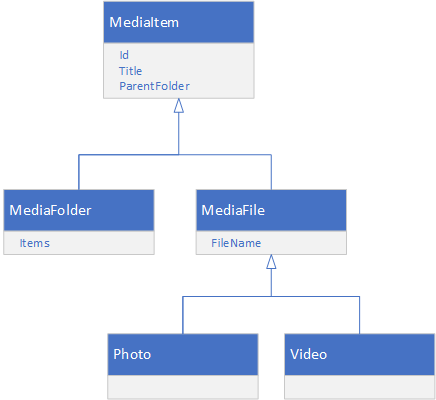 MediaItem
Id
Title
ParentFolder
MediaFolder
Items
MediaFile
FileName
Photo
Video